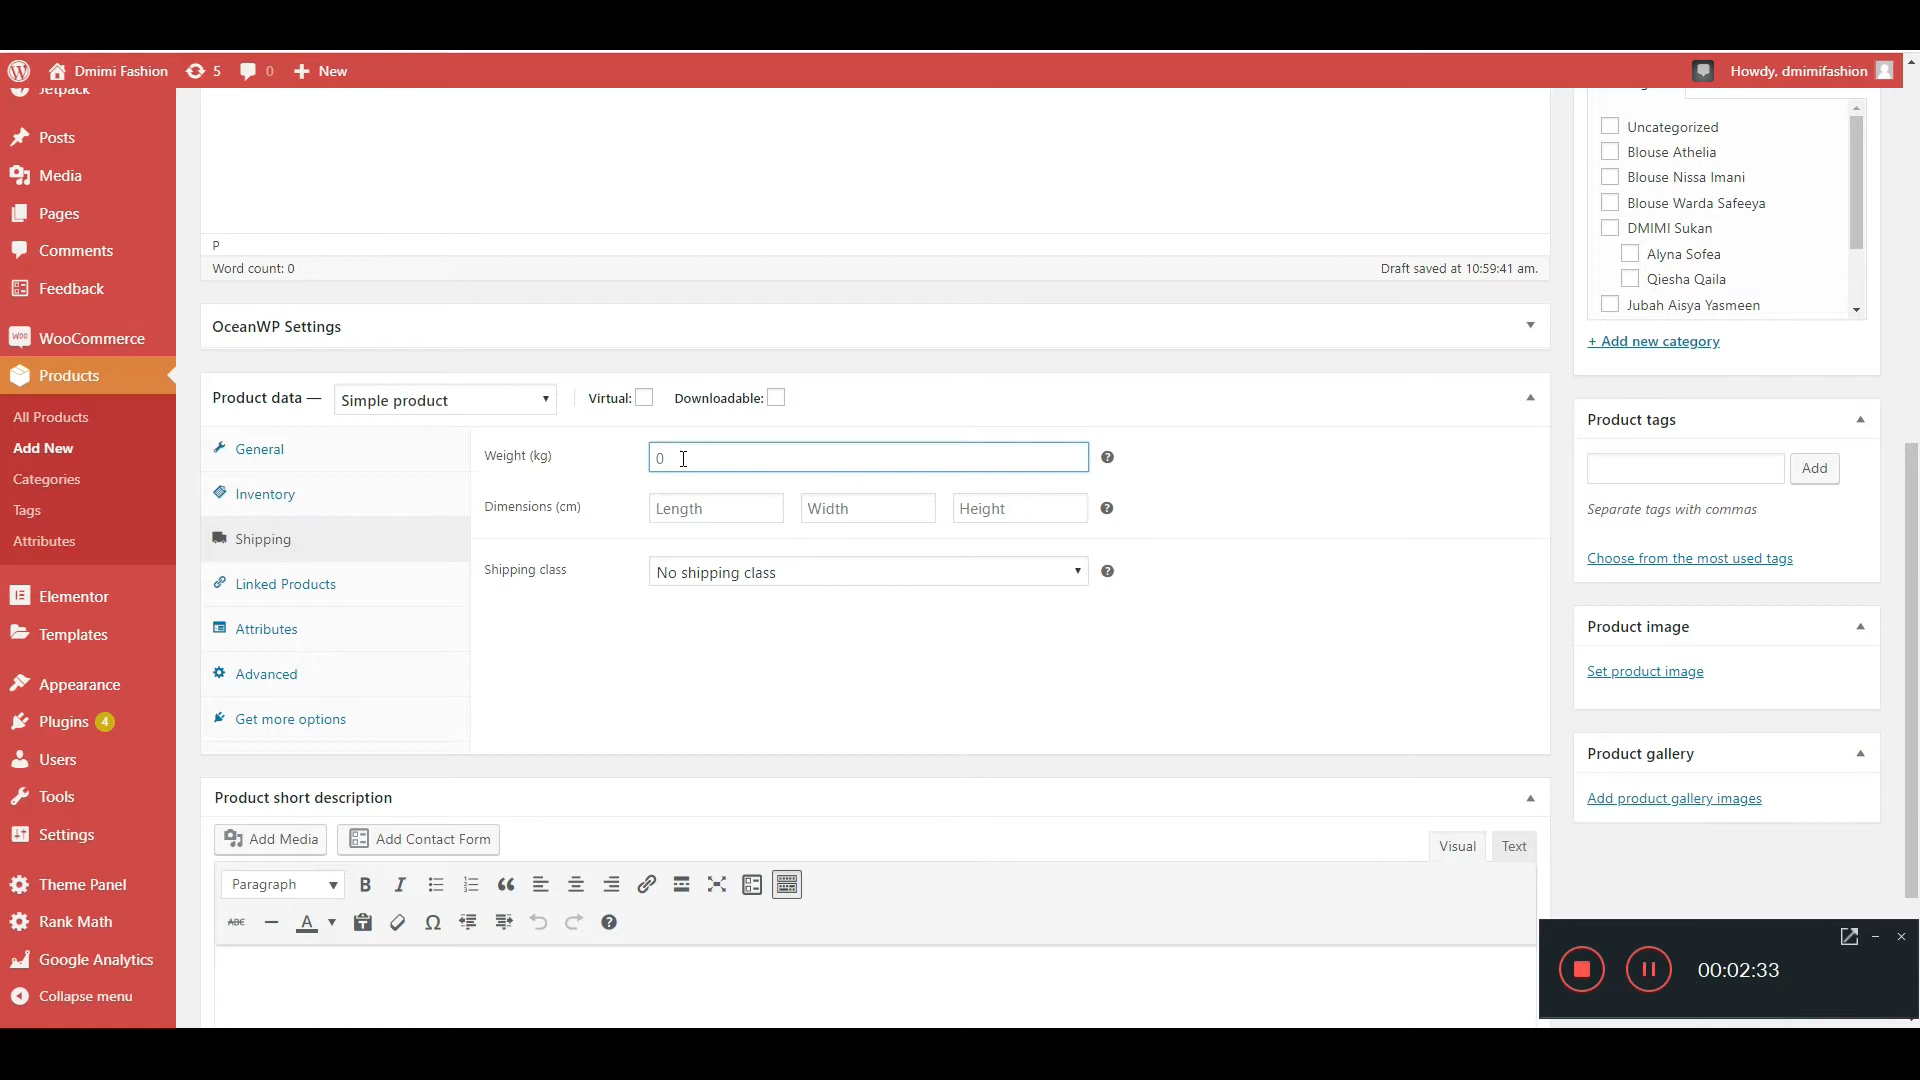 Dmimi Fashion
5
0
New
Howdy, dmimifashion
Jetpack
Posts
Media
Pages
Comments
Feedback
WooCommerce
Products
All Products
Add New
Categories
Tags
Attributes
Elementor
Templates
Appearance
Plugins 4
Users
Tools
Settings
Theme Panel
Rank Math
Google Analytics
Collapse menu
P
Word count: 0
Draft saved at 10:59:41 am.
OceanWP Settings
Product data —
Simple product
Virtual:
Downloadable:
General
Inventory
Shipping
Linked Products
Attributes
Advanced
Get more options
Weight (kg)
0
Dimensions (cm)
Length
Width
Height
Shipping class
No shipping class
Product short description
Add Media
Add Contact Form
Visual
Text
Paragraph
B
I
ABC
A
Ω
Uncategorized
Blouse Athelia
Blouse Nissa Imani
Blouse Warda Safeeya
DMIMI Sukan
Alyna Sofea
Qiesha Qaila
Jubah Aisya Yasmeen
+ Add new category
Product tags
Add
Separate tags with commas
Choose from the most used tags
Product image
Set product image
Product gallery
Add product gallery images
00:02:33